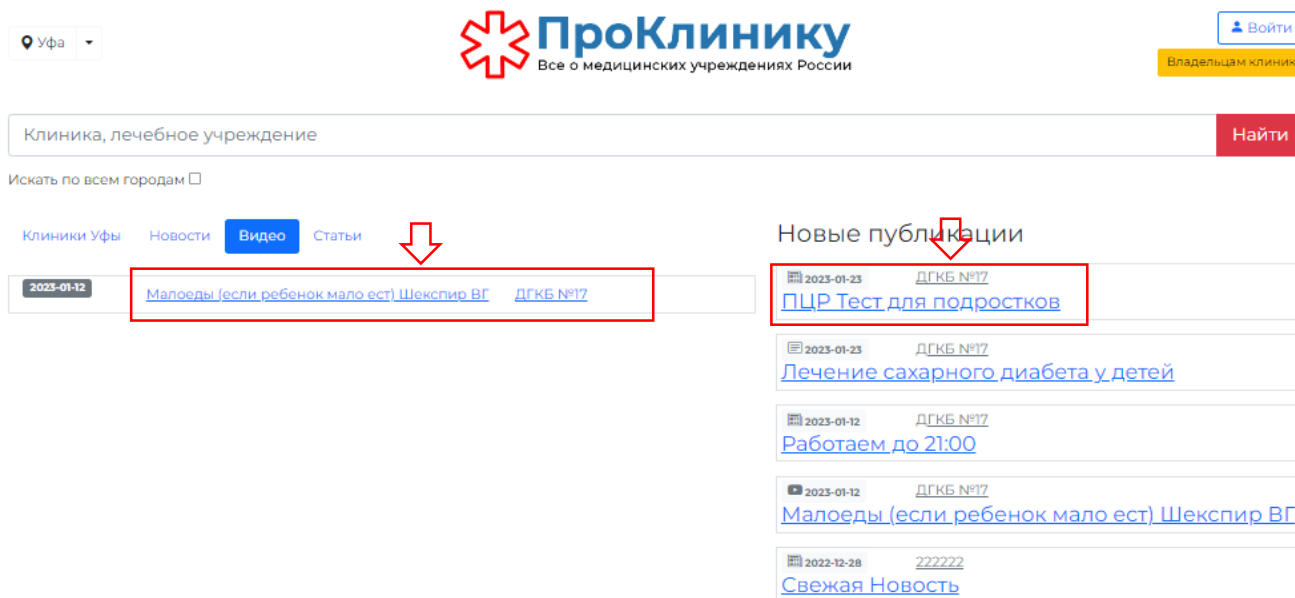 Уфа
ПроКлинику
Все о медицинских учреждениях России
Войти
Владельцам клиник
Клиника, лечебное учреждение
Найти
Искать по всем городам
Клиники Уфы Новости Видео Статьи
2023-01-12 Малоеды (если ребенок мало ест) Шекспир ВГ ДГКБ №17
Новые публикации
2023-01-23 ДГКБ №17
ПЦР Тест для подростков
2023-01-23 ДГКБ №17
Лечение сахарного диабета у детей
2023-01-12 ДГКБ №17
Работаем до 21:00
2023-01-12 ДГКБ №17
Малоеды (если ребенок мало ест) Шекспир ВГ
2022-12-28 222222
Свежая Новость